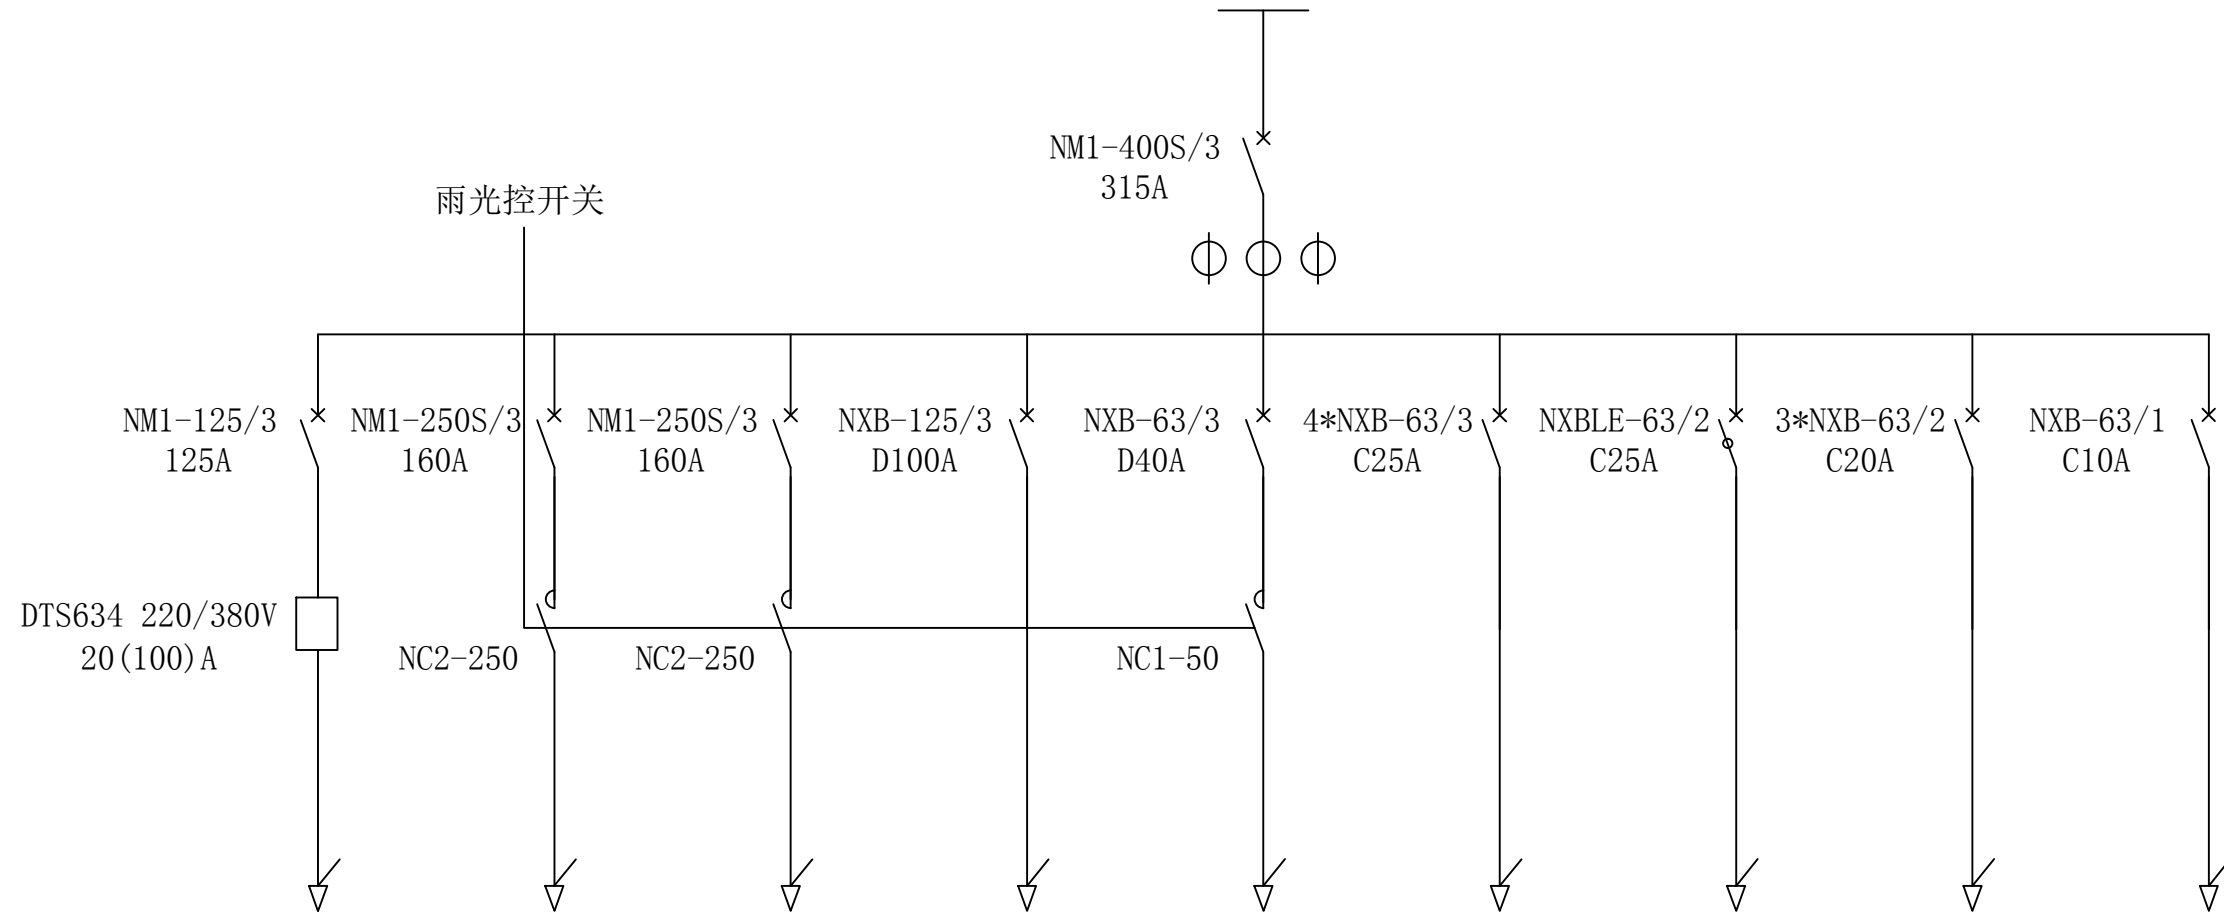 NM1-400S/3
315A
雨光控开关
NM1-125/3
125A
NM1-250S/3
160A
NM1-250S/3
160A
NXB-125/3
D100A
NXB-63/3
D40A
4*NXB-63/3
C25A
NXBLE-63/2
C25A
3*NXB-63/2
C20A
NXB-63/1
C10A
DTS634 220/380V
20(100)A
NC2-250
NC2-250
NC1-50